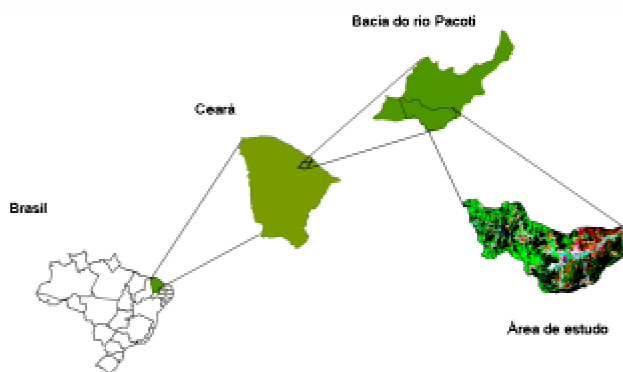 Bacia do rio Pacoti
Ceará
Brasil
Área de estudo